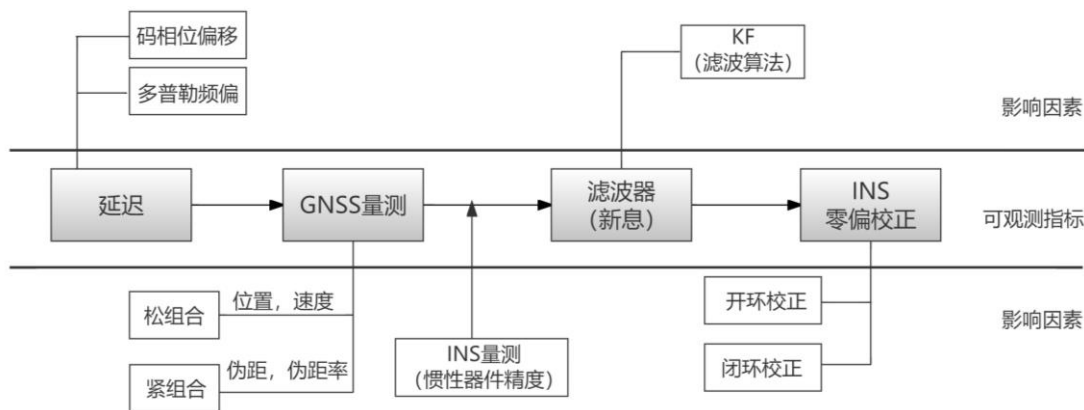 码相位偏移
多普勒频偏
KF
（滤波算法）
影响因素
延迟
GNSS量测
滤波器
（新息）
INS
零偏校正
可观测指标
松组合
位置，速度
紧组合
伪距，伪距率
INS量测
（惯性器件精度）
开环校正
闭环校正
影响因素